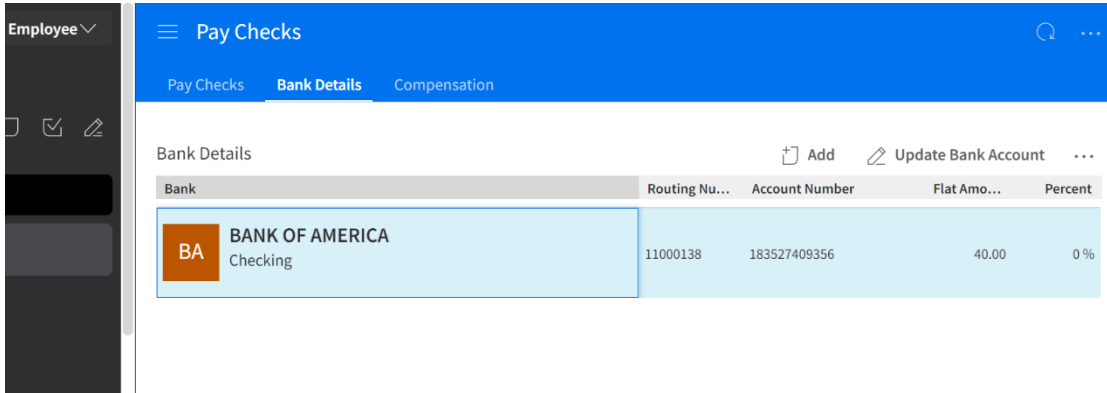 Employee
Pay Checks
Pay Checks Bank Details Compensation
Bank Details Add Update Bank Account
Bank Routing Nu... Account Number Flat Amo... Percent
BA BANK OF AMERICA
Checking 11000138 183527409356 40.00 0 %